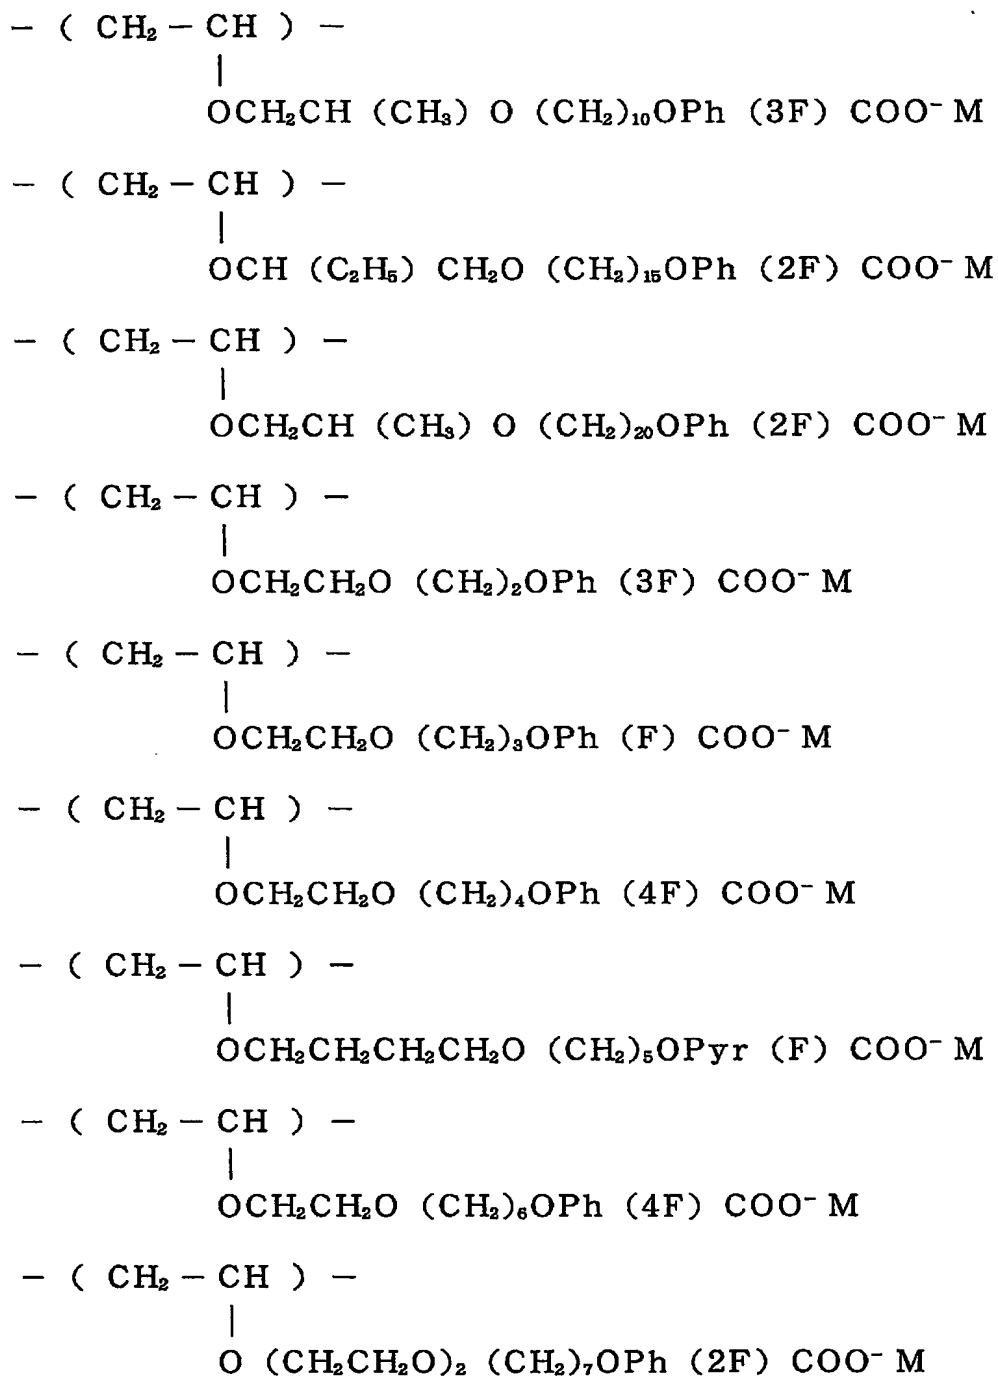 − ( CH₂ − CH ) −
|
OCH₂CH (CH₃) O (CH₂)₁₀OPh (3F) COO⁻ M
− ( CH₂ − CH ) −
|
OCH (C₂H₅) CH₂O (CH₂)₁₅OPh (2F) COO⁻ M
− ( CH₂ − CH ) −
|
OCH₂CH (CH₃) O (CH₂)₂₀OPh (2F) COO⁻ M
− ( CH₂ − CH ) −
|
OCH₂CH₂O (CH₂)₂OPh (3F) COO⁻ M
− ( CH₂ − CH ) −
|
OCH₂CH₂O (CH₂)₃OPh (F) COO⁻ M
− ( CH₂ − CH ) −
|
OCH₂CH₂O (CH₂)₄OPh (4F) COO⁻ M
− ( CH₂ − CH ) −
|
OCH₂CH₂CH₂CH₂O (CH₂)₅OPyr (F) COO⁻ M
− ( CH₂ − CH ) −
|
OCH₂CH₂O (CH₂)₆OPh (4F) COO⁻ M
− ( CH₂ − CH ) −
|
O (CH₂CH₂O)₂ (CH₂)₇OPh (2F) COO⁻ M